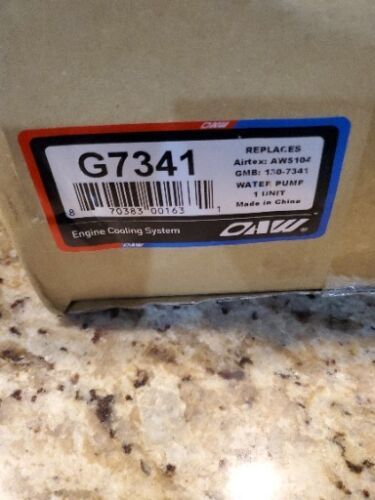 OAW
G7341
8 70383 00163 1
Engine Cooling System
REPLACES
Airtex: AW5104
GMB: 130-7341
WATER PUMP
1 UNIT
Made in China
OAW®
OAW